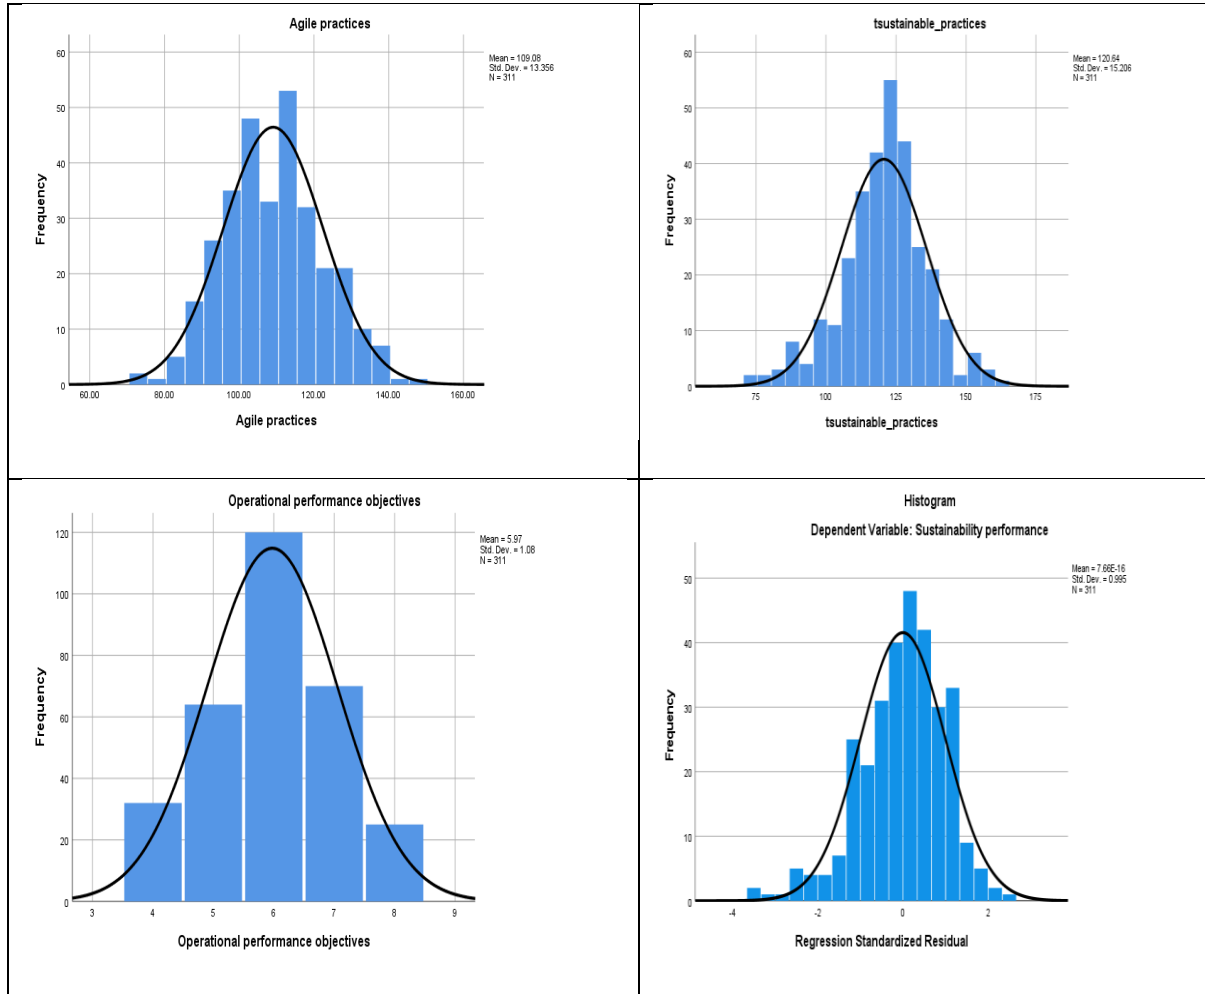 Agile practices
Mean = 109.08
Std. Dev. = 13.356
N = 311
Frequency
60
50
40
30
20
10
0
60.00 80.00 100.00 120.00 140.00 160.00
Agile practices
tsustainable_practices
Mean = 120.64
Std. Dev. = 15.206
N = 311
Frequency
60
50
40
30
20
10
0
75 100 125 150 175
tsustainable_practices
Operational performance objectives
Mean = 5.97
Std. Dev. = 1.08
N = 311
Frequency
120
100
80
60
40
20
0
3 4 5 6 7 8 9
Operational performance objectives
Histogram
Dependent Variable: Sustainability performance
Mean = 7.66E-16
Std. Dev. = 0.995
N = 311
Frequency
50
40
30
20
10
0
-4 -2 0 2
Regression Standardized Residual